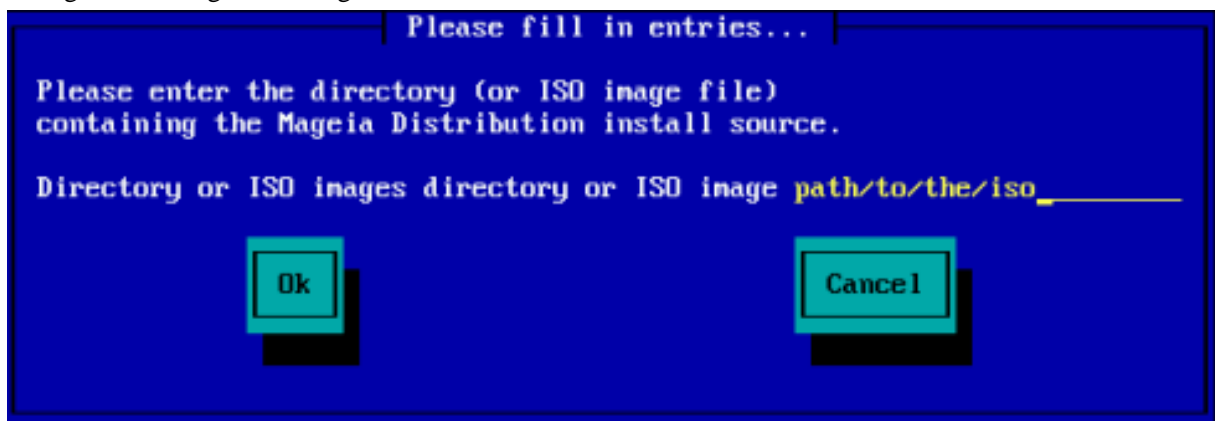 Please fill in entries...
Please enter the directory (or ISO image file)
containing the Mageia Distribution install source.
Directory or ISO images directory or ISO image path/to/the/iso_
Ok
Cancel